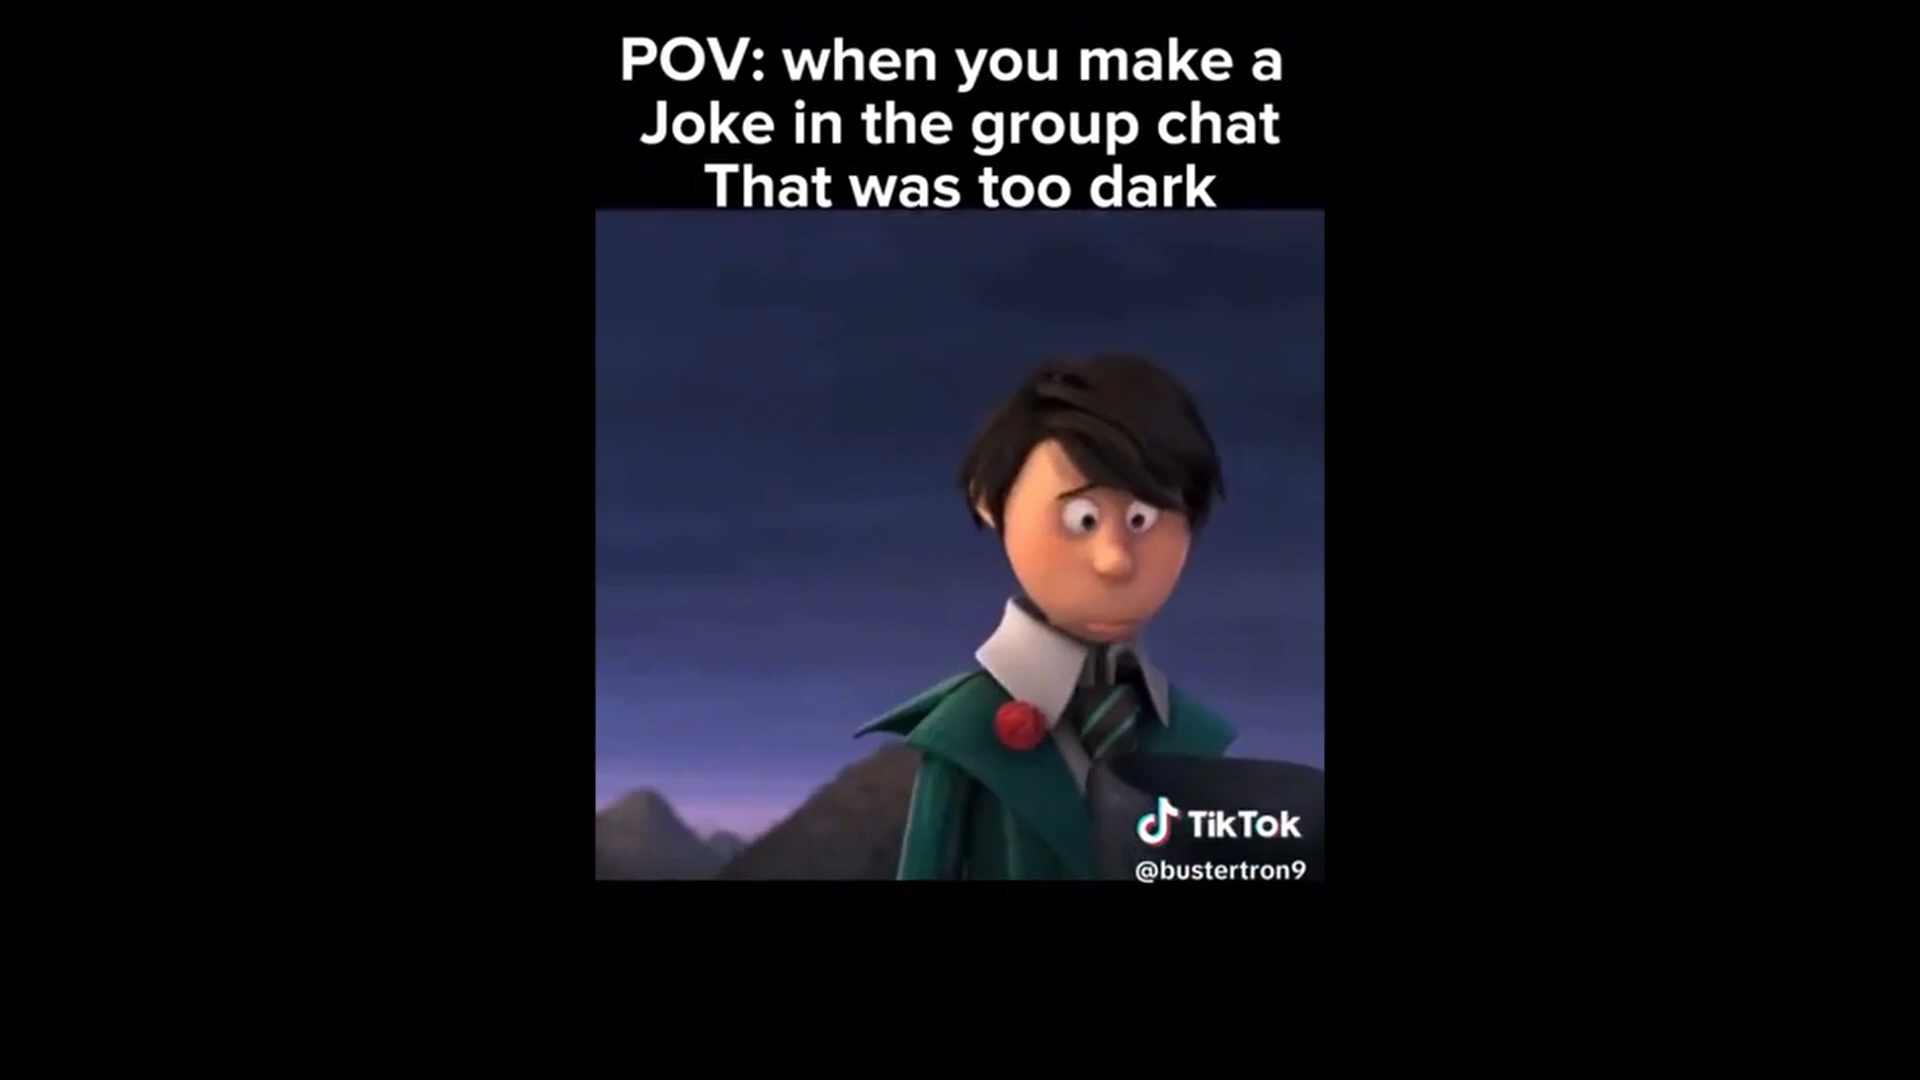 POV: when you make a
Joke in the group chat
That was too dark
TikTok
@bustertron9